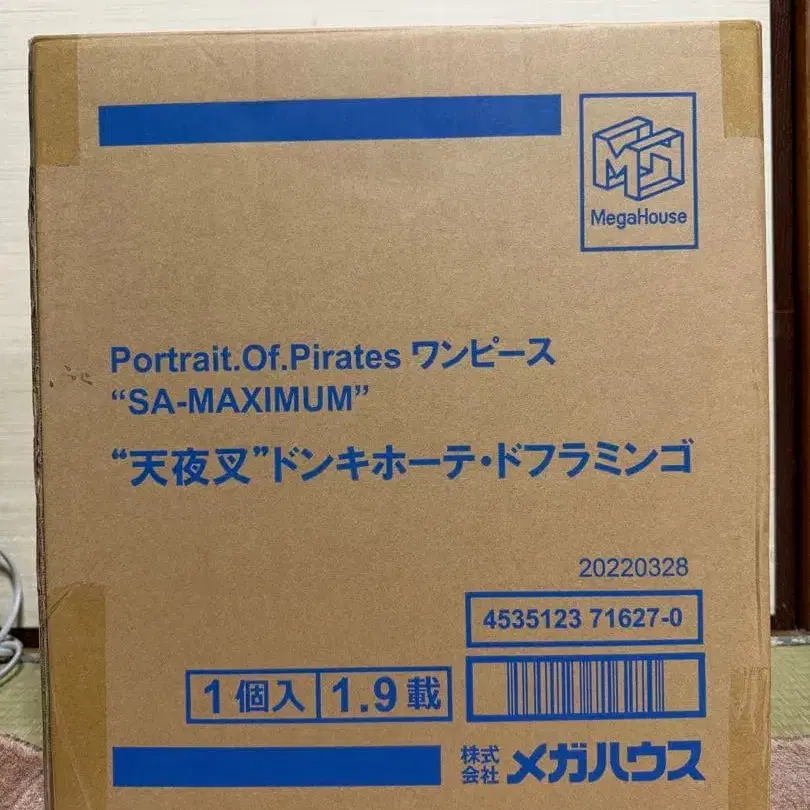 MegaHouse
Portrait.Of.Pirates ワンピース
“SA-MAXIMUM”
“天夜叉”ドンキホーテ・ドフラミンゴ
20220328
4535123 71627-0
1個入 1.9載
株式会社 メガハウス